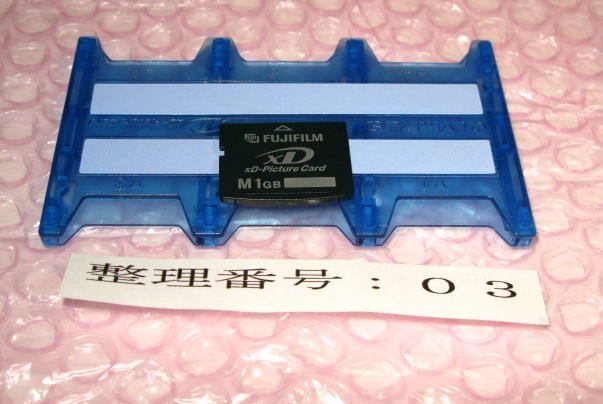 FUJIFILM
xD
xD-Picture Card
M 1GB
整理番号：０３